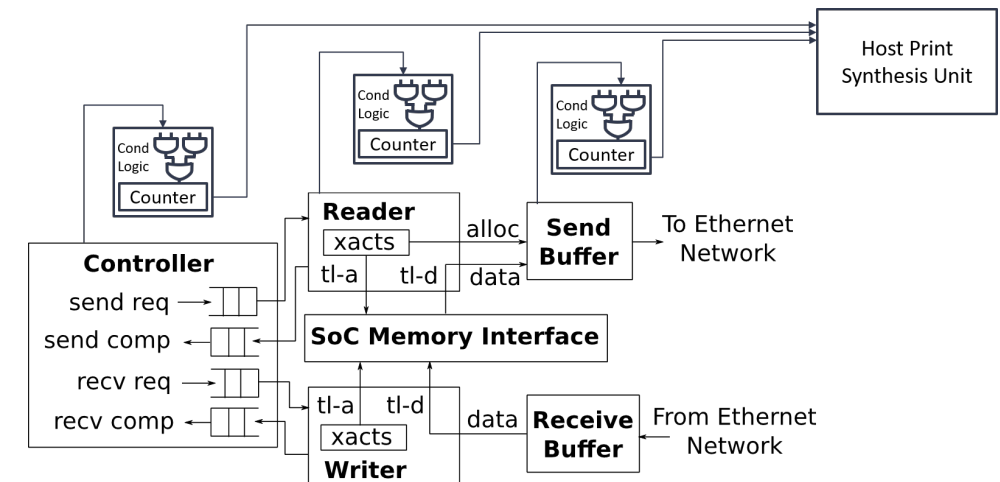 Host Print
Synthesis Unit
Cond
Logic
Counter
Cond
Logic
Counter
Cond
Logic
Counter
Reader
xacts
tl-a
tl-d
alloc
data
Send
Buffer
To Ethernet
Network
Controller
send req
send comp
recv req
recv comp
SoC Memory Interface
tl-a
tl-d
xacts
Writer
data
Receive
Buffer
From Ethernet
Network